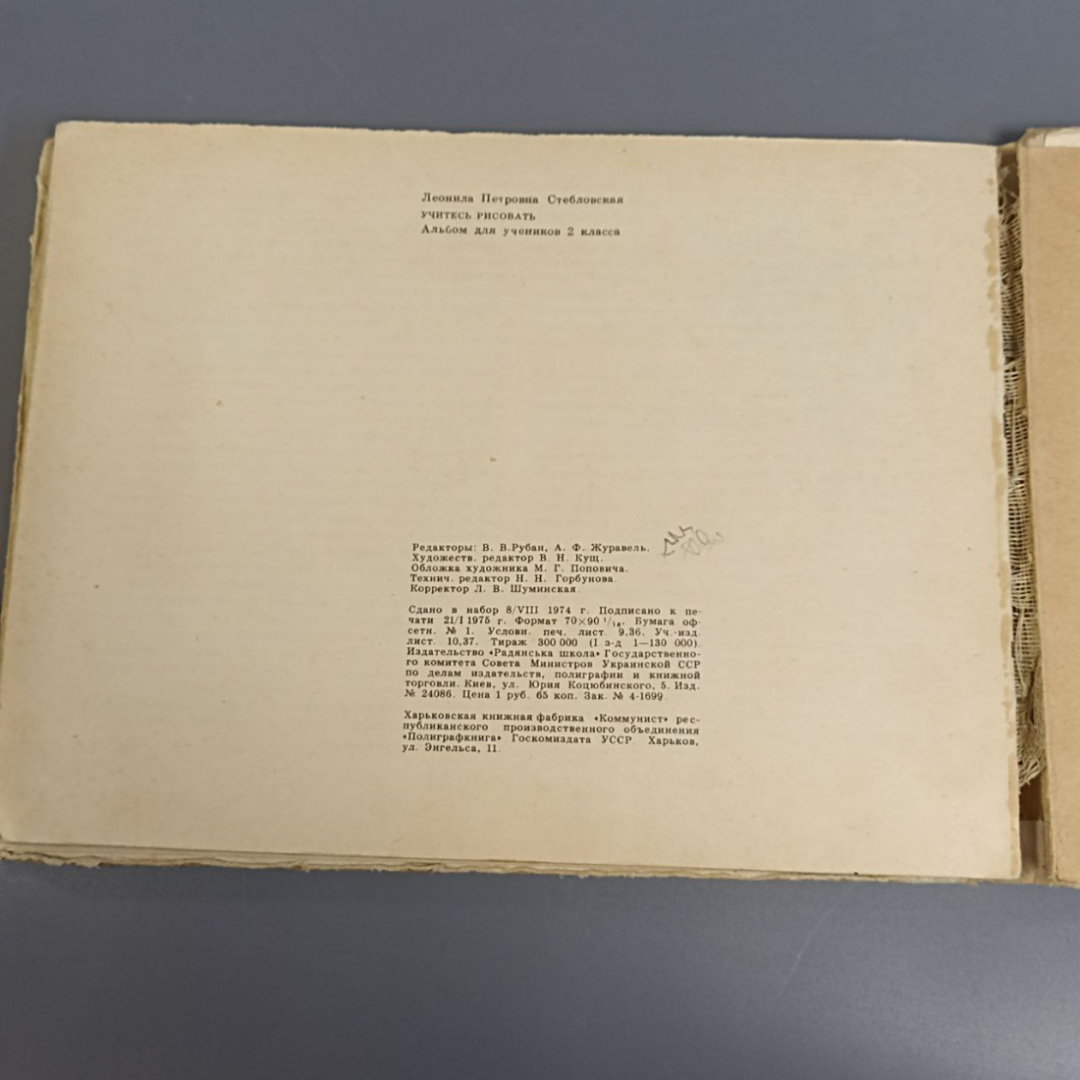 Леонила Петровна Стебловская
УЧИТЕСЬ РИСОВАТЬ
Альбом для учеников 2 класса
Редакторы: В. В.Рубан, А. Ф. Журавель.
Художеств. редактор В. Н. Кущ.
Обложка художника М. Г. Поповича.
Технич. редактор Н. Н. Горбунова.
Корректор Л. В. Шуминская.
Сдано в набор 8/VIII 1974 г. Подписано к пе-
чати 21/I 1975 г. Формат 70×90 1/16. Бумага оф-
сетн. № 1. Условн. печ. лист. 9,36. Уч.-изд.
лист. 10,37. Тираж 300 000 (I з-д 1—130 000).
Издательство «Радянська школа» Государственно-
го комитета Совета Министров Украинской ССР
по делам издательств, полиграфии и книжной
торговли. Киев, ул. Юрия Коцюбинского, 5. Изд.
№ 24086. Цена 1 руб. 65 коп. Зак. № 4-1699.
Харьковская книжная фабрика «Коммунист» рес-
публиканского производственного объединения
«Полиграфкнига» Госкомиздата УССР. Харьков,
ул. Энгельса, 11.